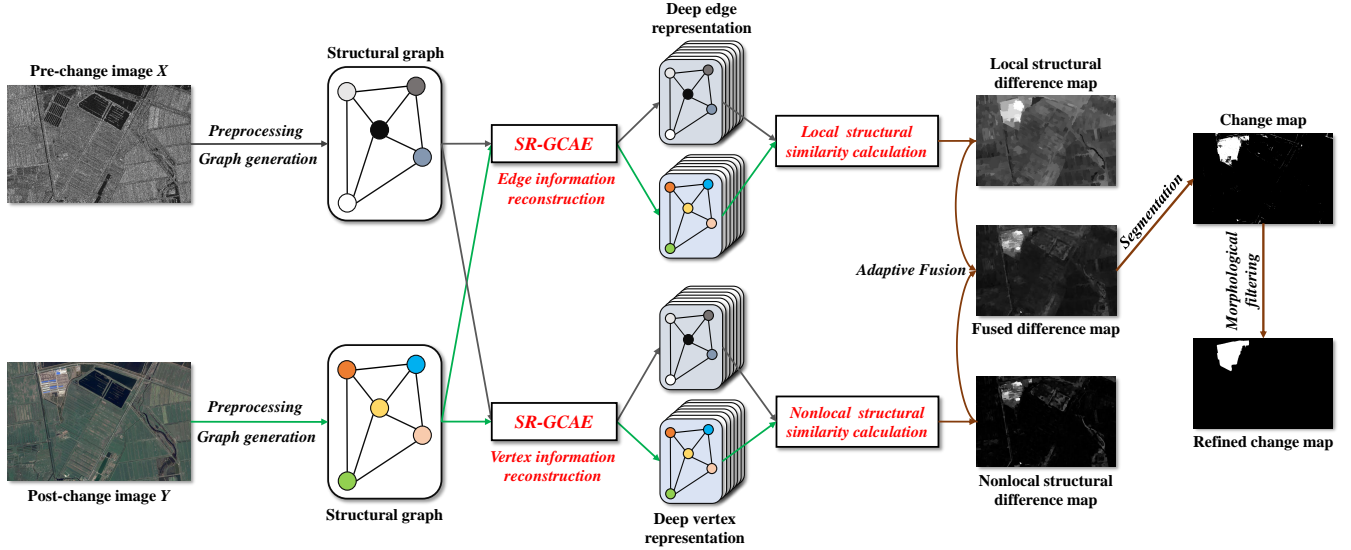 Pre-change image X
Preprocessing
Graph generation
Structural graph
SR-GCAE
Edge information
reconstruction
Deep edge
representation
Local structural
similarity calculation
Local structural
difference map
Change map
Segmentation
Adaptive Fusion
Fused difference map
Morphological
filtering
Refined change map
Post-change image Y
Preprocessing
Graph generation
Structural graph
SR-GCAE
Vertex information
reconstruction
Deep vertex
representation
Nonlocal structural
similarity calculation
Nonlocal structural
difference map